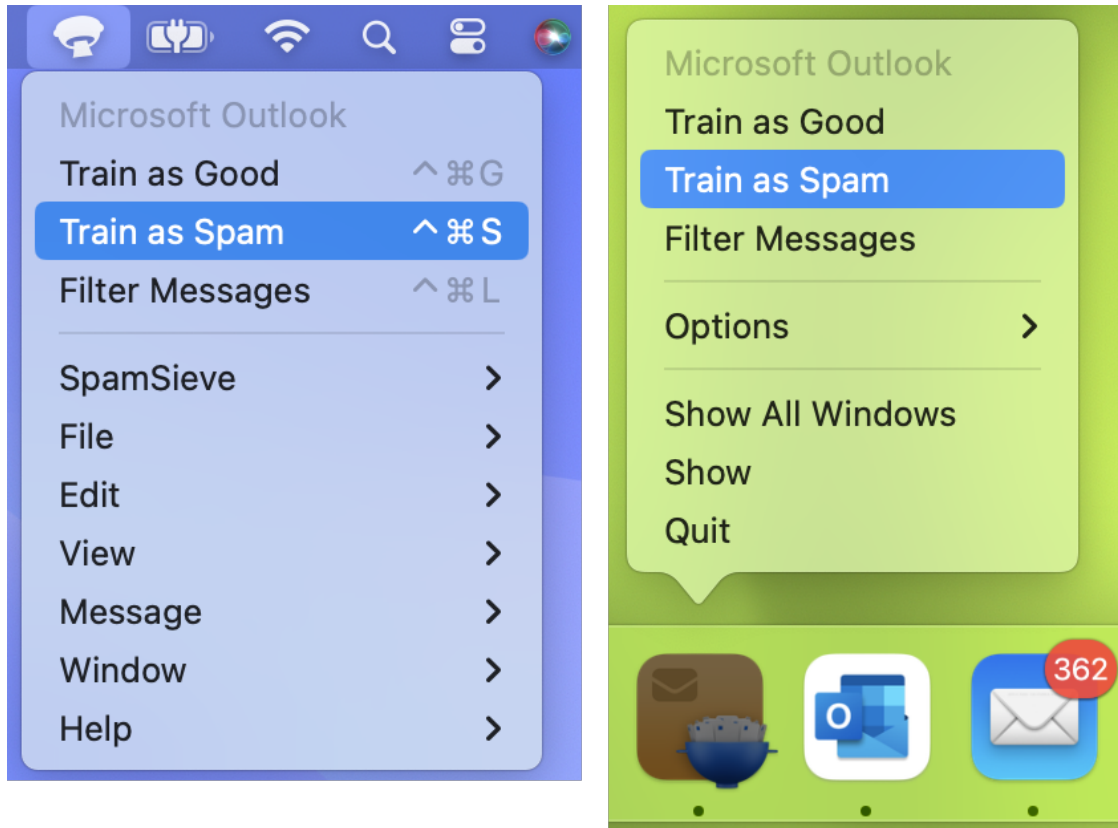 Microsoft Outlook
Train as Good ^⌘G
Train as Spam ^⌘S
Filter Messages ^⌘L
SpamSieve
File
Edit
View
Message
Window
Help
Microsoft Outlook
Train as Good
Train as Spam
Filter Messages
Options
Show All Windows
Show
Quit
O
362